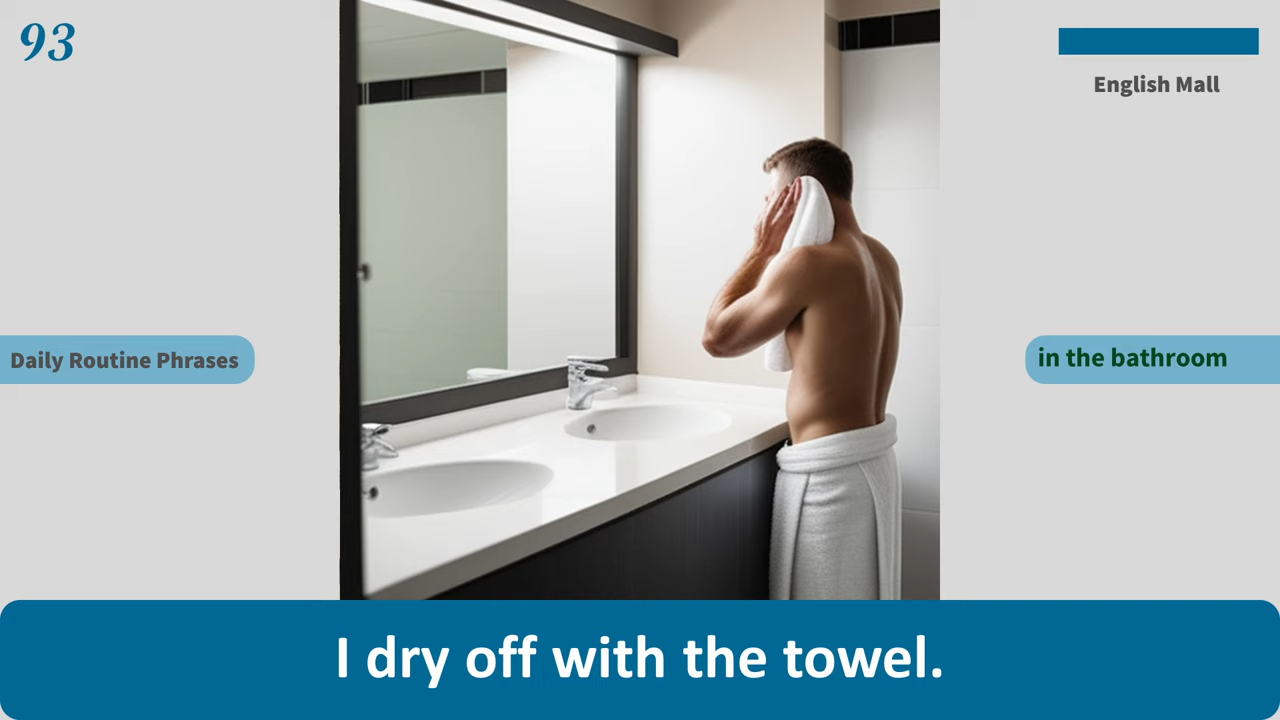 93
English Mall
Daily Routine Phrases
in the bathroom
I dry off with the towel.